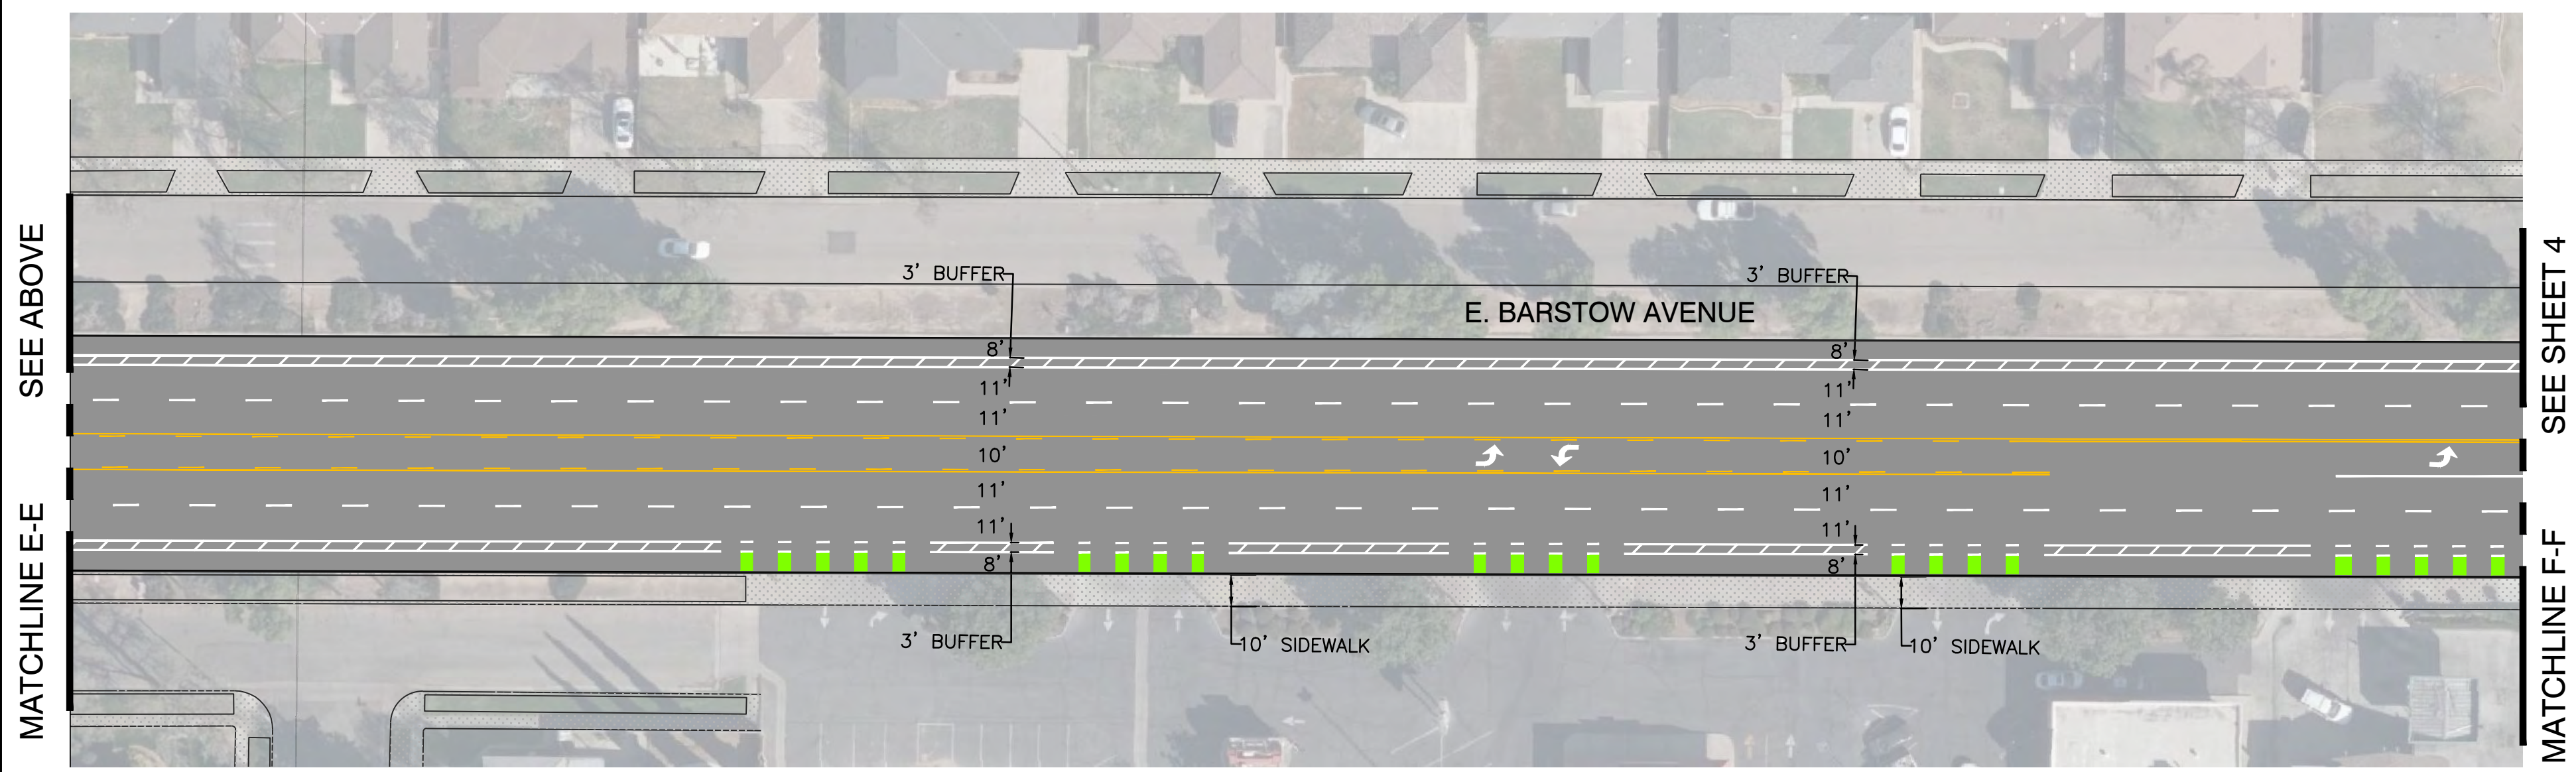 SEE ABOVE
MATCHLINE E-E
3' BUFFER
3' BUFFER
E. BARSTOW AVENUE
8'
8'
11'
11'
11'
11'
10'
10'
11'
11'
11'
11'
8'
8'
3' BUFFER
10' SIDEWALK
3' BUFFER
10' SIDEWALK
SEE SHEET 4
MATCHLINE F-F